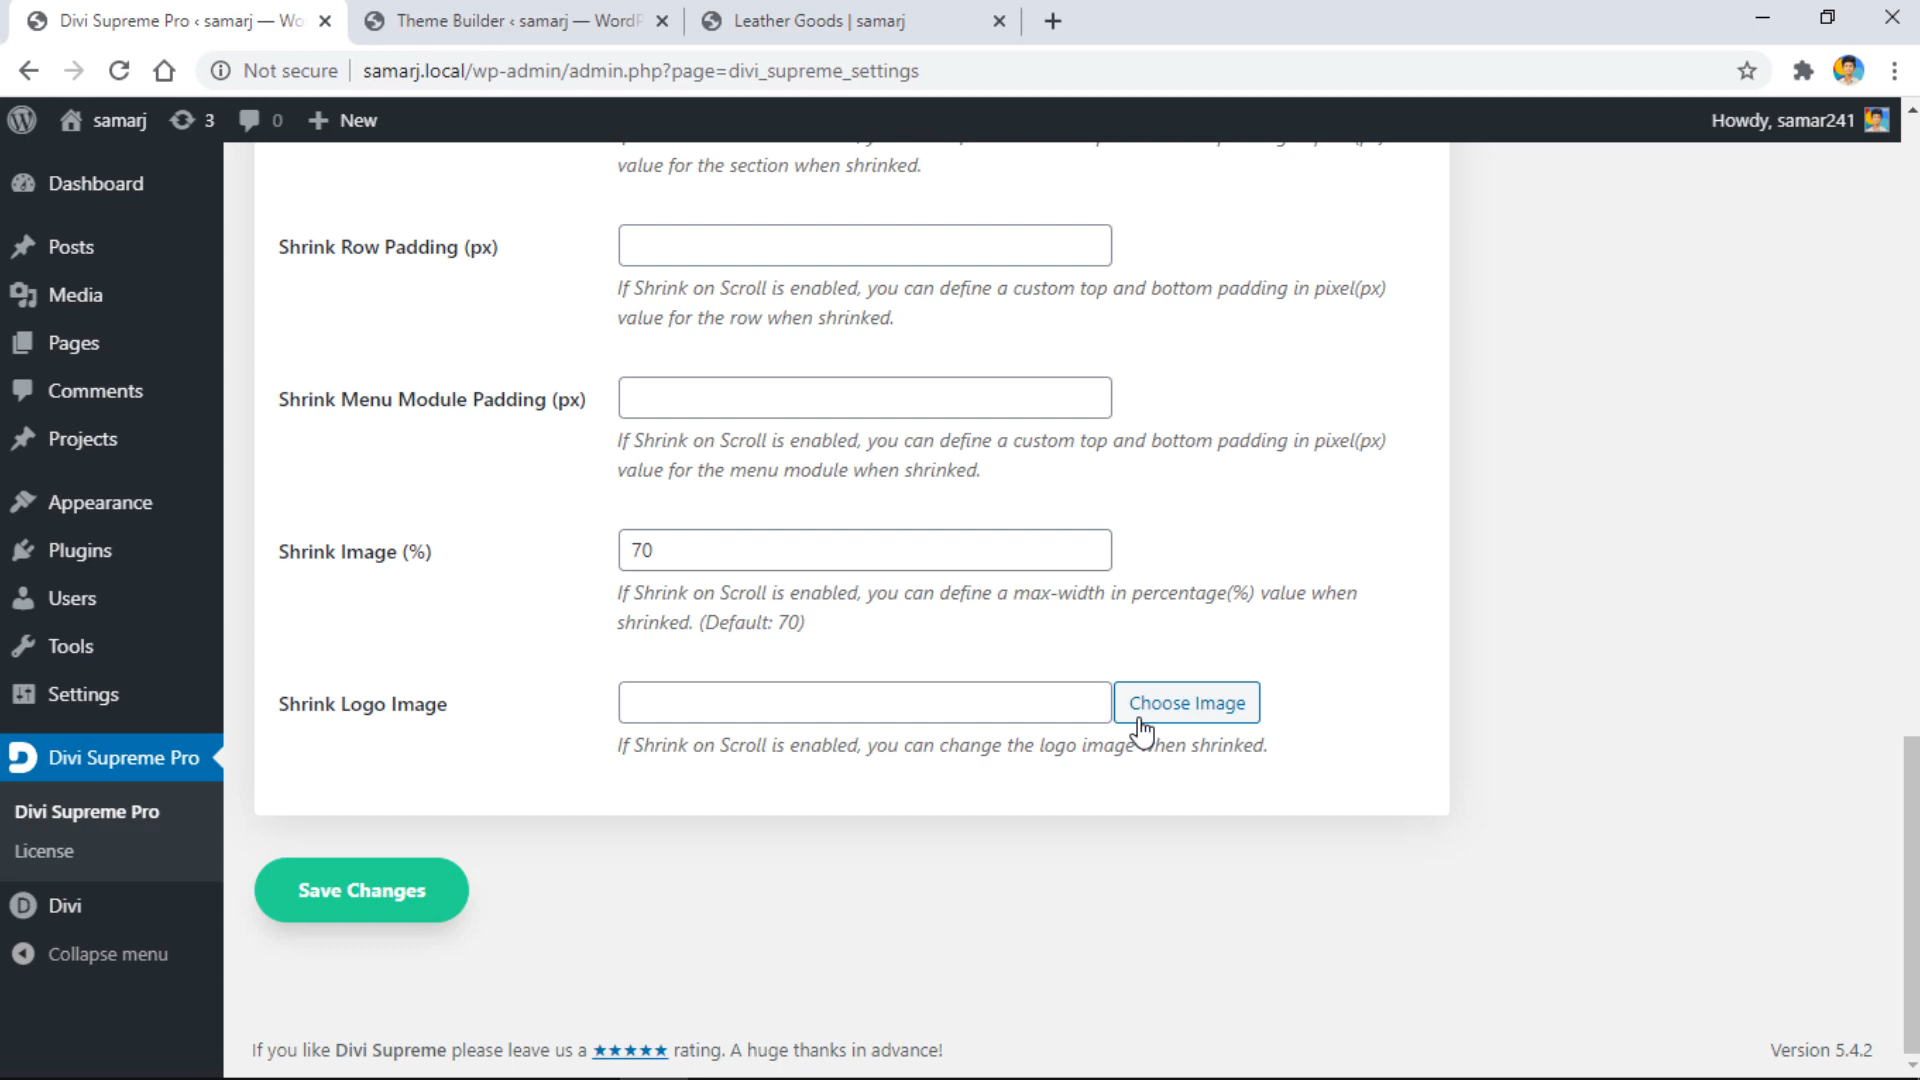 Divi Supreme Pro ‹ samarj — Wo
Theme Builder ‹ samarj — WordP
Leather Goods | samarj
Not secure
samarj.local/wp-admin/admin.php?page=divi_supreme_settings
samarj
3
0
New
Howdy, samar241
Dashboard
Posts
Media
Pages
Comments
Projects
Appearance
Plugins
Users
Tools
Settings
Divi Supreme Pro
Divi Supreme Pro
License
Divi
Collapse menu
value for the section when shrinked.
Shrink Row Padding (px)
If Shrink on Scroll is enabled, you can define a custom top and bottom padding in pixel(px)
value for the row when shrinked.
Shrink Menu Module Padding (px)
If Shrink on Scroll is enabled, you can define a custom top and bottom padding in pixel(px)
value for the menu module when shrinked.
Shrink Image (%)
70
If Shrink on Scroll is enabled, you can define a max-width in percentage(%) value when
shrinked. (Default: 70)
Shrink Logo Image
Choose Image
If Shrink on Scroll is enabled, you can change the logo image when shrinked.
Save Changes
If you like Divi Supreme please leave us a ★★★★★ rating. A huge thanks in advance!
Version 5.4.2